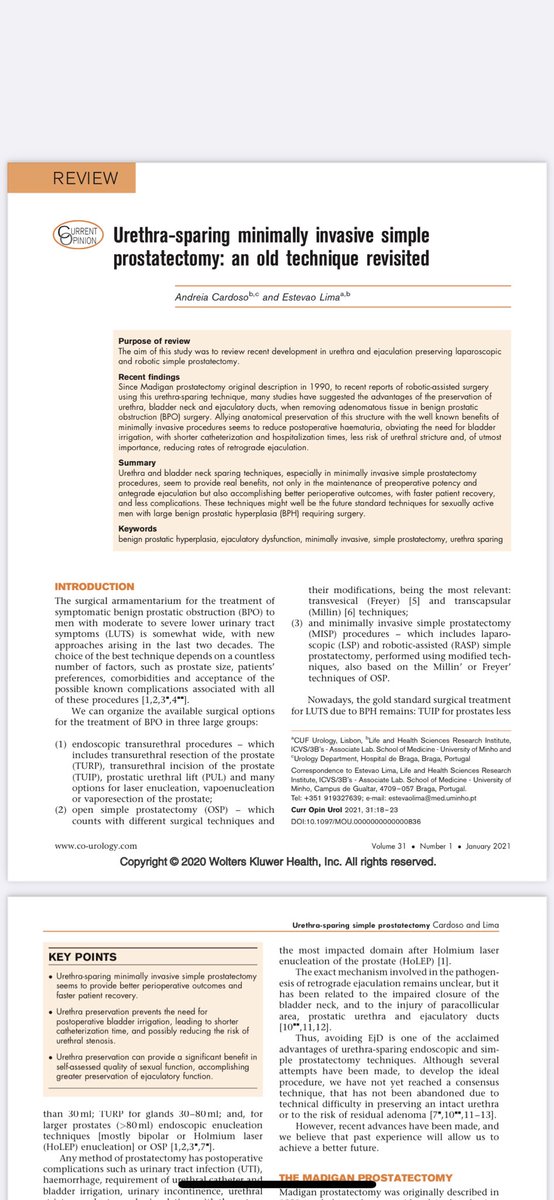 REVIEW
CURRENT OPINION
Urethra-sparing minimally invasive simple
prostatectomy: an old technique revisited
Andreia Cardoso b,c and Estevao Lima a,b
Purpose of review
The aim of this study was to review recent development in urethra and ejaculation preserving laparoscopic
and robotic simple prostatectomy.
Recent findings
Since Madigan prostatectomy original description in 1990, to recent reports of robotic-assisted surgery
using this urethra-sparing technique, many studies have suggested the advantages of the preservation of
urethra, bladder neck and ejaculatory ducts, when removing adenomatous tissue in benign prostatic
obstruction (BPO) surgery. Allying anatomical preservation of this structure with the well known benefits of
minimally invasive procedures seems to reduce postoperative haematuria, obviating the need for bladder
irrigation, with shorter catheterization and hospitalization times, less risk of urethral stricture and, of utmost
importance, reducing rates of retrograde ejaculation.
Summary
Urethra and bladder neck sparing techniques, especially in minimally invasive simple prostatectomy
procedures, seem to provide real benefits, not only in the maintenance of preoperative potency and
antegrade ejaculation but also accomplishing better perioperative outcomes, with faster patient recovery,
and less complications. These techniques might well be the future standard techniques for sexually active
men with large benign prostatic hyperplasia (BPH) requiring surgery.
Keywords
benign prostatic hyperplasia, ejaculatory dysfunction, minimally invasive, simple prostatectomy, urethra sparing
INTRODUCTION
The surgical armamentarium for the treatment of
symptomatic benign prostatic obstruction (BPO) to
men with moderate to severe lower urinary tract
symptoms (LUTS) is somewhat wide, with new
approaches arising in the last two decades. The
choice of the best technique depends on a countless
number of factors, such as prostate size, patients'
preferences, comorbidities and acceptance of the
possible known complications associated with all
of these procedures [1,2,3▪,4▪▪].
We can organize the available surgical options
for the treatment of BPO in three large groups:
(1) endoscopic transurethral procedures – which
includes transurethral resection of the prostate
(TURP), transurethral incision of the prostate
(TUIP), prostatic urethral lift (PUL) and many
options for laser enucleation, vapoenucleation
or vaporesection of the prostate;
(2) open simple prostatectomy (OSP) – which
counts with different surgical techniques and
their modifications, being the most relevant:
transvesical (Freyer) [5] and transcapsular
(Millin) [6] techniques;
(3) and minimally invasive simple prostatectomy
(MISP) procedures – which includes laparo-
scopic (LSP) and robotic-assisted (RASP) simple
prostatectomy, performed using modified tech-
niques, also based on the Millin' or Freyer'
techniques of OSP.
Nowadays, the gold standard surgical treatment
for LUTS due to BPH remains: TUIP for prostates less
a CUF Urology, Lisbon, b Life and Health Sciences Research Institute,
ICVS/3B's - Associate Lab. School of Medicine - University of Minho and
c Urology Department, Hospital de Braga, Braga, Portugal
Correspondence to Estevao Lima, Life and Health Sciences Research
Institute, ICVS/3B's - Associate Lab. School of Medicine - University of
Minho, Campus de Gualtar, 4709–057 Braga, Portugal.
Tel: +351 919327639; e-mail: estevaolima@med.uminho.pt
Curr Opin Urol 2021, 31:18–23
DOI:10.1097/MOU.0000000000000836
www.co-urology.com
Volume 31 • Number 1 • January 2021
Copyright © 2020 Wolters Kluwer Health, Inc. All rights reserved.
Urethra-sparing simple prostatectomy Cardoso and Lima
KEY POINTS
• Urethra-sparing minimally invasive simple prostatectomy
seems to provide better perioperative outcomes and
faster patient recovery.
• Urethra preservation prevents the need for
postoperative bladder irrigation, leading to shorter
catheterization time, and possibly reducing the risk of
urethral stenosis.
• Urethra preservation can provide a significant benefit in
self-assessed quality of sexual function, accomplishing
greater preservation of ejaculatory function.
than 30 ml; TURP for glands 30–80 ml; and, for
larger prostates (>80 ml) endoscopic enucleation
techniques [mostly bipolar or Holmium laser
(HoLEP) enucleation] or OSP [1,2,3▪,7▪].
Any method of prostatectomy has postoperative
complications such as urinary tract infection (UTI),
haemorrhage, requirement of urethral catheter and
bladder irrigation, urinary incontinence, urethral
the most impacted domain after Holmium laser
enucleation of the prostate (HoLEP) [1].
The exact mechanism involved in the pathogen-
esis of retrograde ejaculation remains unclear, but it
has been related to the impaired closure of the
bladder neck, and to the injury of paracollicular
area, prostatic urethra and ejaculatory ducts
[10▪▪,11,12].
Thus, avoiding EjD is one of the acclaimed
advantages of urethra-sparing endoscopic and sim-
ple prostatectomy techniques. Although several
attempts have been made, to develop the ideal
procedure, we have not yet reached a consensus
technique, that has not been abandoned due to
technical difficulty in preserving an intact urethra
or to the risk of residual adenoma [7▪,10▪▪,11–13].
However, recent advances have been made, and
we believe that past experience will allow us to
achieve a better future.
THE MADIGAN PROSTATECTOMY
Madigan prostatectomy was originally described in